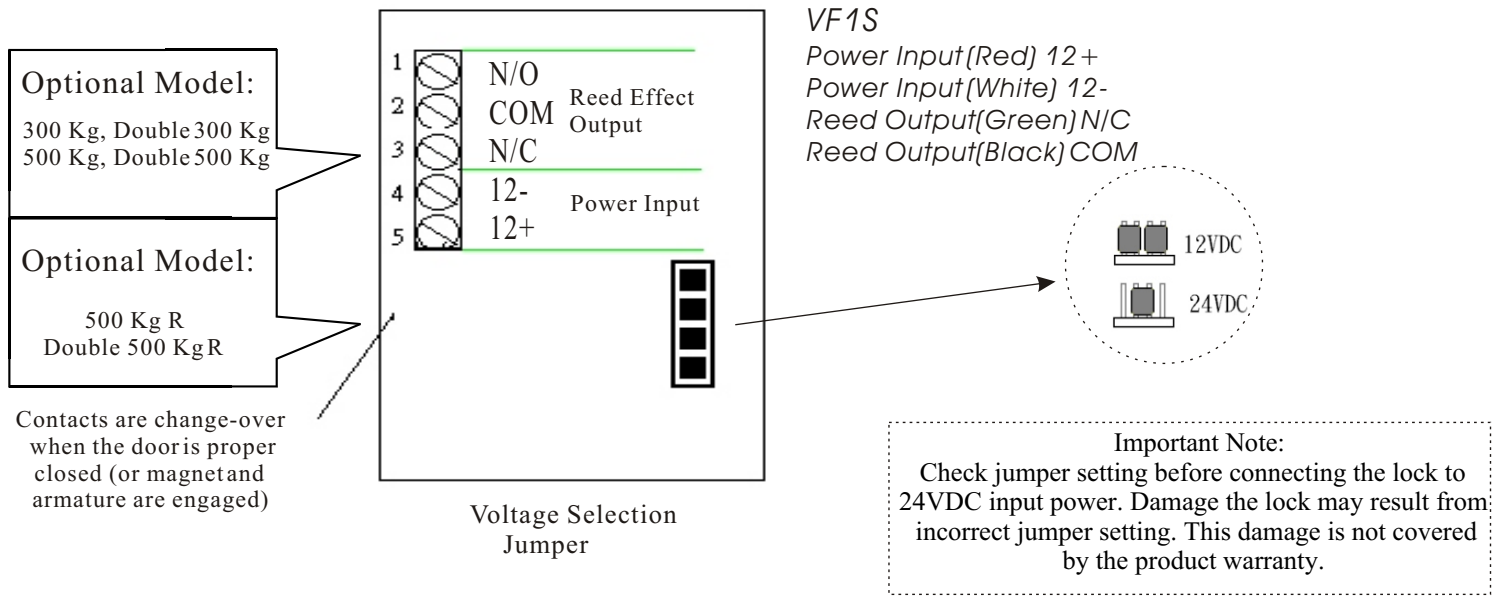 Optional Model:
300 Kg, Double 300 Kg
500 Kg, Double 500 Kg
Optional Model:
500 Kg R
Double 500 Kg R
Contacts are change-over
when the door is proper
closed (or magnet and
armature are engaged)
1 N/O
2 COM
3 N/C
Reed Effect
Output
4 12-
5 12+
Power Input
Voltage Selection
Jumper
VF1S
Power Input(Red) 12+
Power Input(White) 12-
Reed Output(Green) N/C
Reed Output(Black) COM
12VDC
24VDC
Important Note:
Check jumper setting before connecting the lock to
24VDC input power. Damage the lock may result from
incorrect jumper setting. This damage is not covered
by the product warranty.